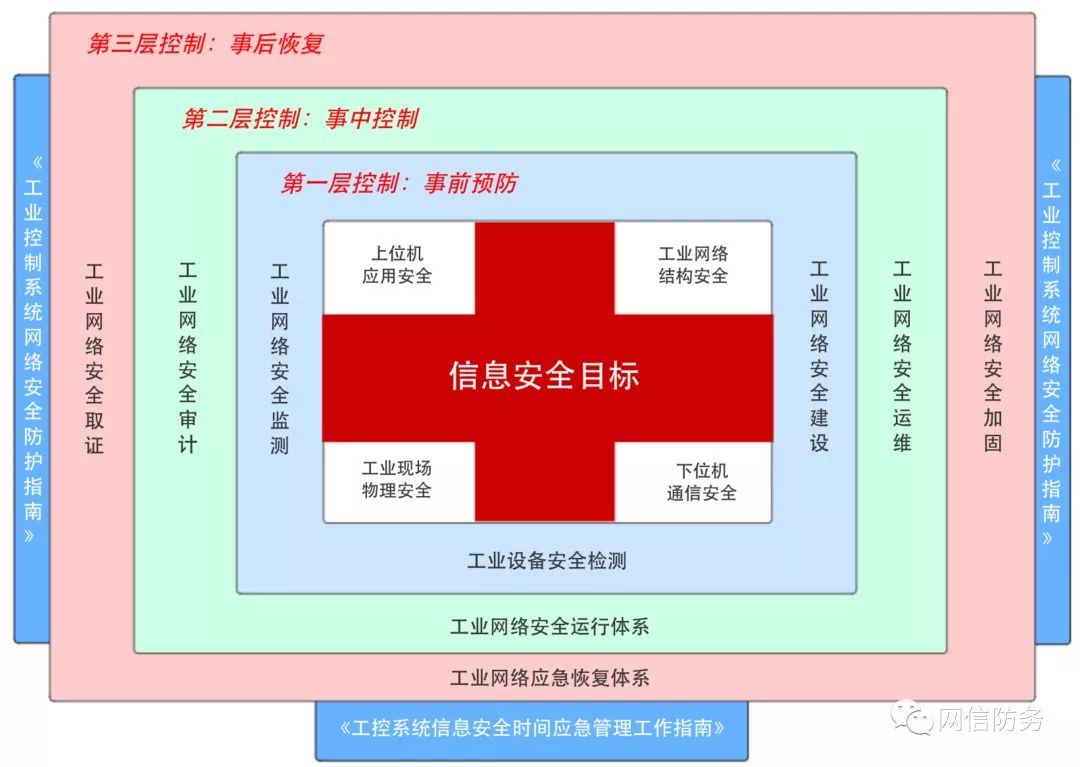 第三层控制：事后恢复
第二层控制：事中控制
第一层控制：事前预防
《工业控制系统网络安全防护指南》
工业网络安全取证
工业网络安全审计
工业网络安全监测
上位机
应用安全
工业网络
结构安全
信息安全目标
工业现场
物理安全
下位机
通信安全
工业网络安全建设
工业网络安全运维
工业网络安全加固
《工业控制系统网络安全防护指南》
工业设备安全检测
工业网络安全运行体系
工业网络应急恢复体系
《工控系统信息安全时间应急管理工作指南》
网信防务